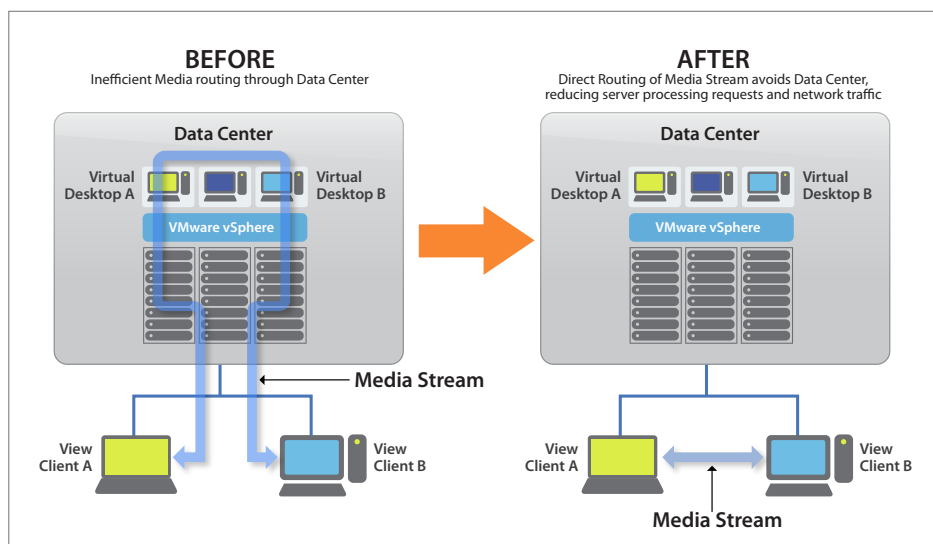 BEFORE
Inefficient Media routing through Data Center
Data Center
Virtual
Desktop A
Virtual
Desktop B
VMware vSphere
Media Stream
View
Client A
View
Client B
AFTER
Direct Routing of Media Stream avoids Data Center,
reducing server processing requests and network traffic
Data Center
Virtual
Desktop A
Virtual
Desktop B
VMware vSphere
View
Client A
View
Client B
Media Stream